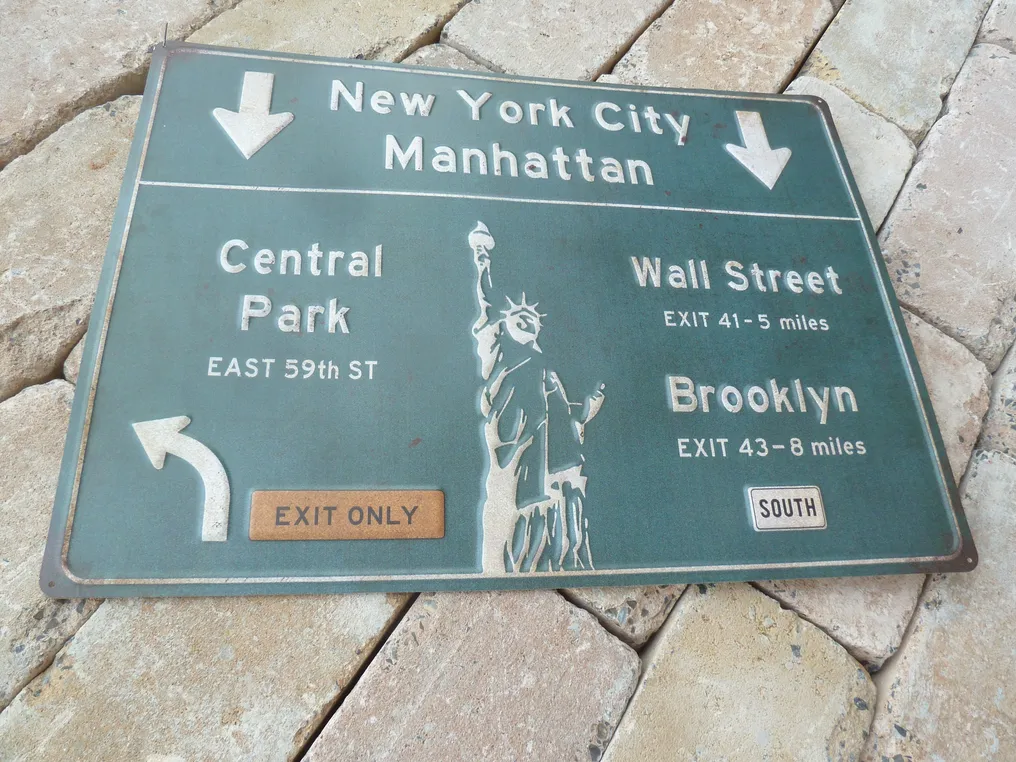 New York City
Manhattan
Central
Park
EAST 59th ST
EXIT ONLY
Wall Street
EXIT 41-5 miles
Brooklyn
EXIT 43-8 miles
SOUTH